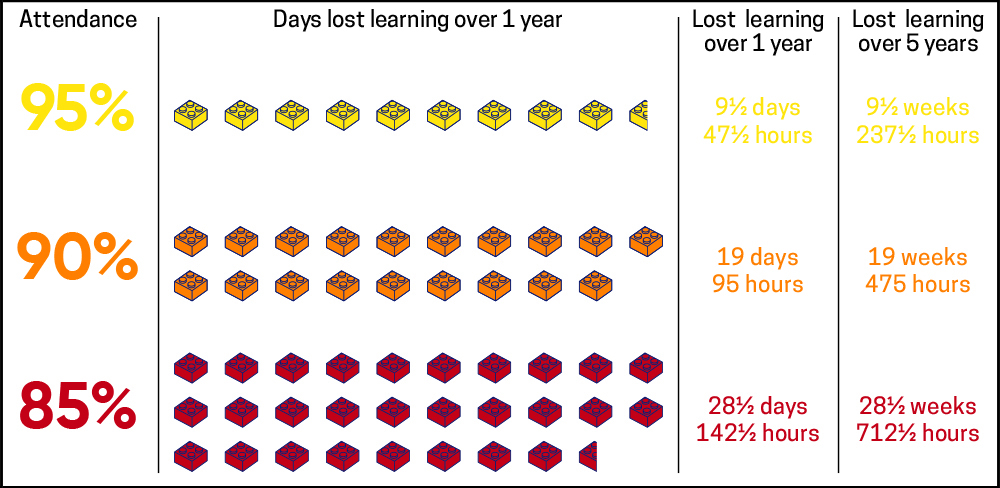 Attendance
Days lost learning over 1 year
Lost learning
over 1 year
Lost learning
over 5 years
95%
9½ days
47½ hours
9½ weeks
237½ hours
90%
19 days
95 hours
19 weeks
475 hours
85%
28½ days
142½ hours
28½ weeks
712½ hours